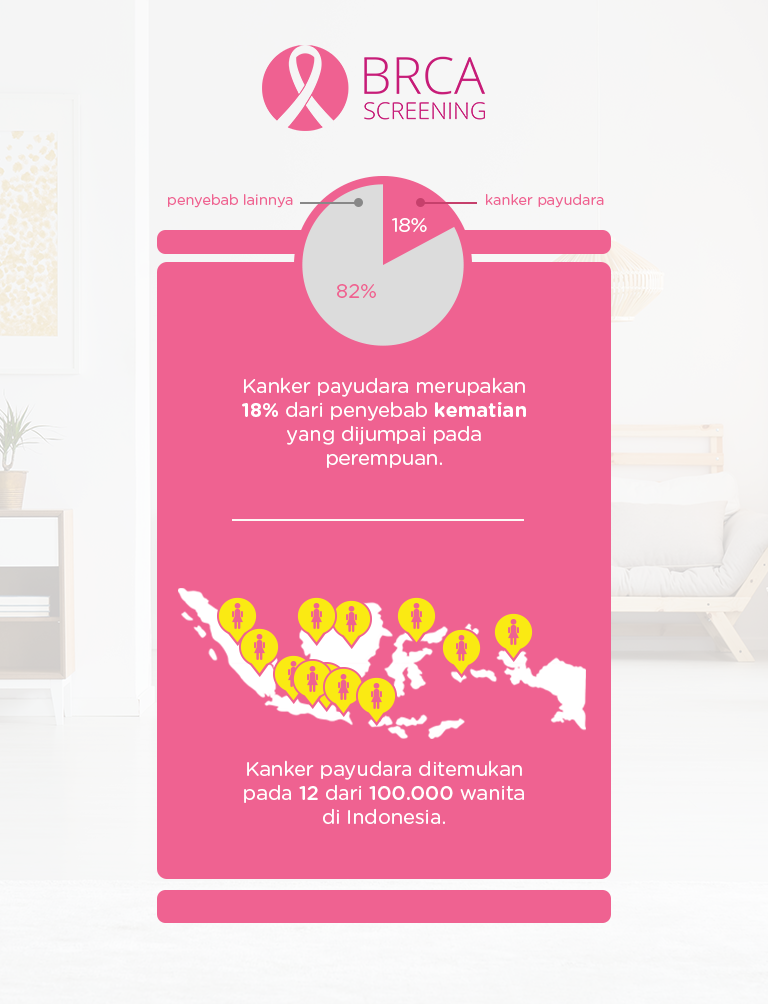 BRCA
SCREENING
penyebab lainnya
kanker payudara
18%
82%
Kanker payudara merupakan
18% dari penyebab kematian
yang dijumpai pada
perempuan.
Kanker payudara ditemukan
pada 12 dari 100.000 wanita
di Indonesia.